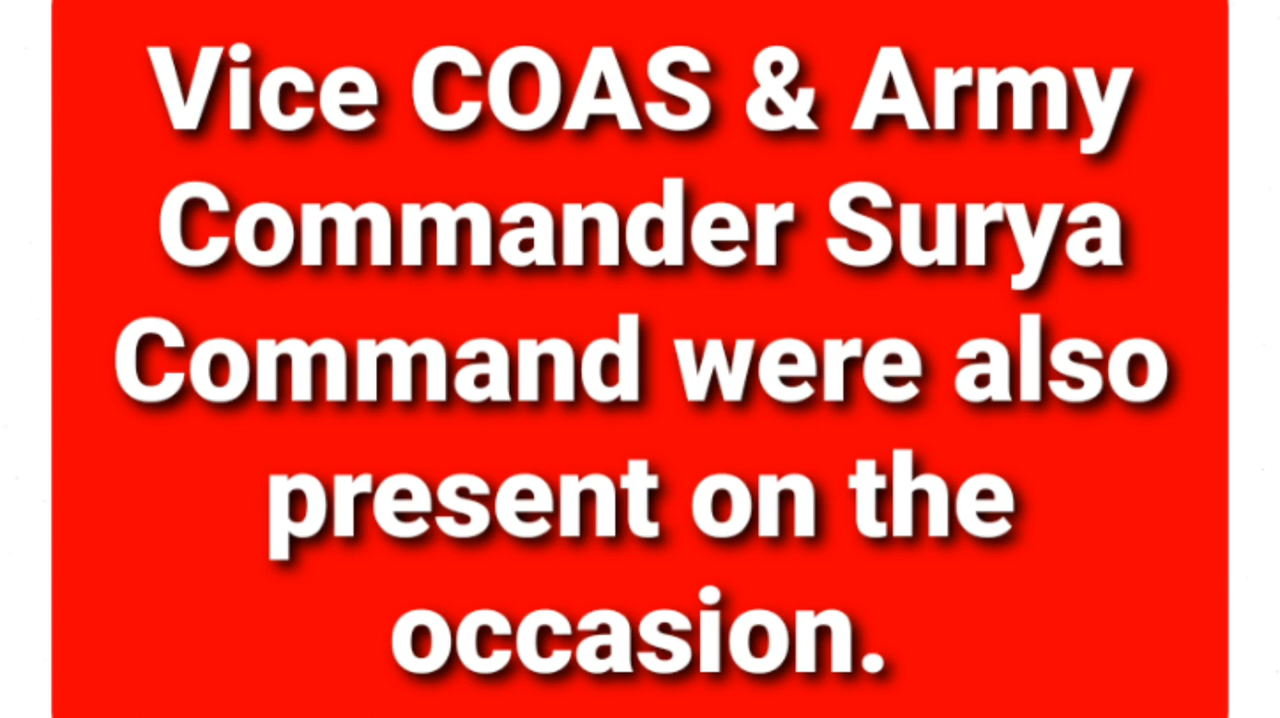 Vice COAS & Army
Commander Surya
Command were also
present on the
occasion.